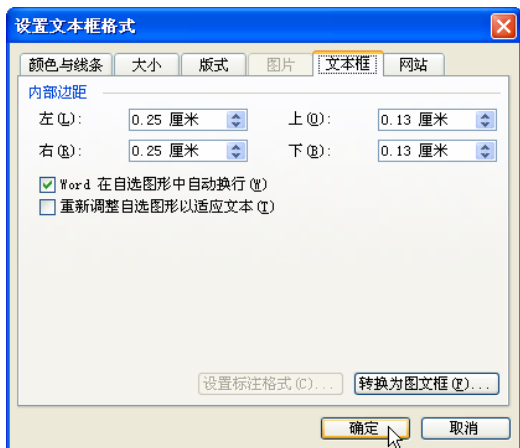 设置文本框格式
颜色与线条 大小 版式 图片 文本框 网站
内部边距
左(L): 0.25 厘米 上(O): 0.13 厘米
右(R): 0.25 厘米 下(B): 0.13 厘米
Word 在自选图形中自动换行(W)
重新调整自选图形以适应文本(T)
设置标注格式(C)... 转换为图文框(F)...
确定 取消